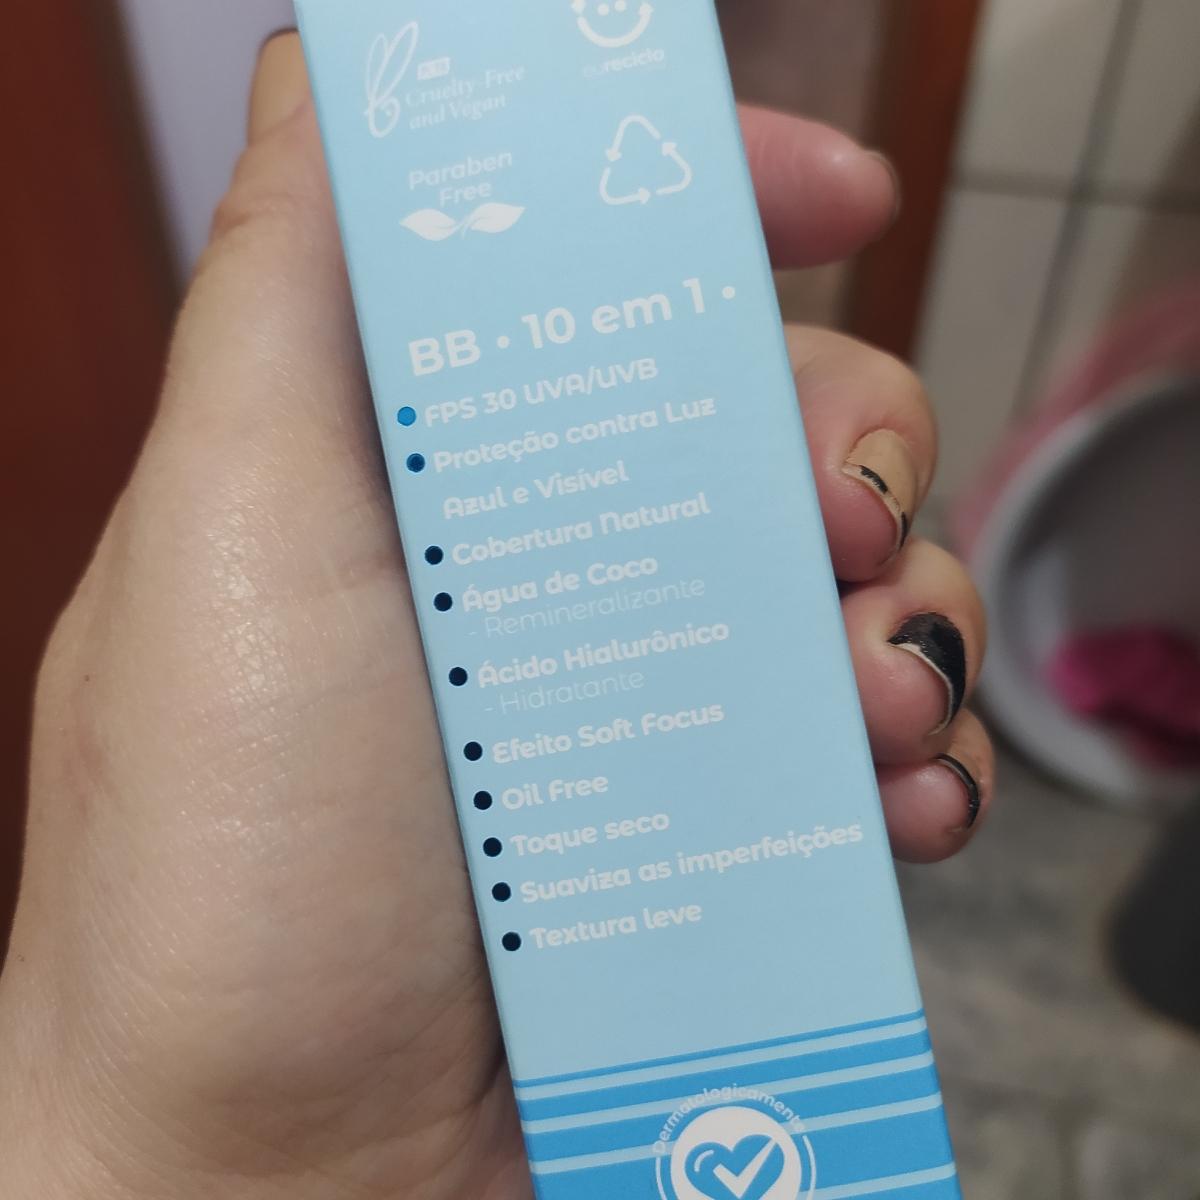 Cruelty-Free
and Vegan
eureciclo
Paraben
Free
BB • 10 em 1 •
FPS 30 UVA/UVB
Proteção contra Luz
Azul e Visível
Cobertura Natural
Água de Coco
- Remineralizante
Ácido Hialurônico
- Hidratante
Efeito Soft Focus
Oil Free
Toque seco
Suaviza as imperfeições
Textura leve
Dermatologicamente